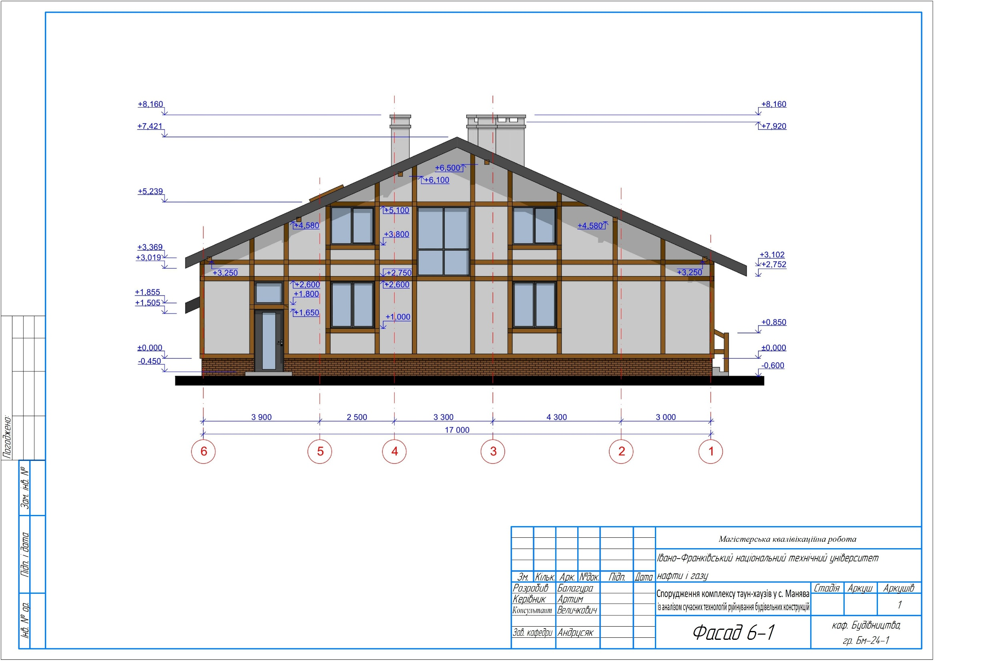 +8,160
+8,160
+7,421
+7,920
+6,500
+6,100
+5,239
+5,100
+4,580
+4,580
+3,800
+3,369
+3,019
+3,102
+2,752
+3,250
+2,750
+3,250
+2,600
+2,600
+1,855
+1,800
+1,505
+1,650
+1,000
+0,850
±0,000
±0,000
-0,450
-0,600
3 900
2 500
3 300
4 300
3 000
17 000
6
5
4
3
2
1
Погоджено:
Зам. інв. №
Підп. і дата
Інв. № ор.
Магістерська квалівікаційна робота
Івано-Франківський національний технічний університет
нафти і газу
Зм. Кільк. Арк. №док. Підп. Дата
Розробив Балагура
Керівник Артим
Консультант Величкович
Зав. кафедри Андрусяк
Спорудження комплексу таун-хаузів у с. Манява
із аналізом сучасних технологій руйнування будівельних конструкцій
Стадія Аркуш Аркушів
1
Фасад 6-1
каф. Будівництва,
гр. Бм-24-1